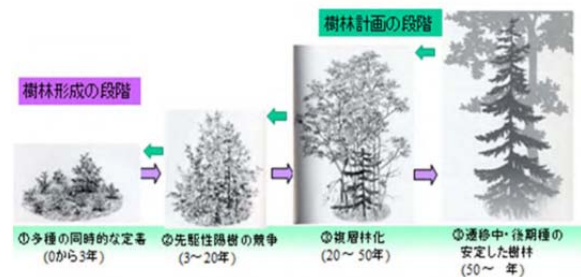 樹林計画の段階
樹林形成の段階
①多種の同時的な定着
(0から3年)
②先駆性陽樹の競争
(3～20年)
③複層林化
(20～50年)
③遷移中・後期種の
安定した樹林
(50～ 年)